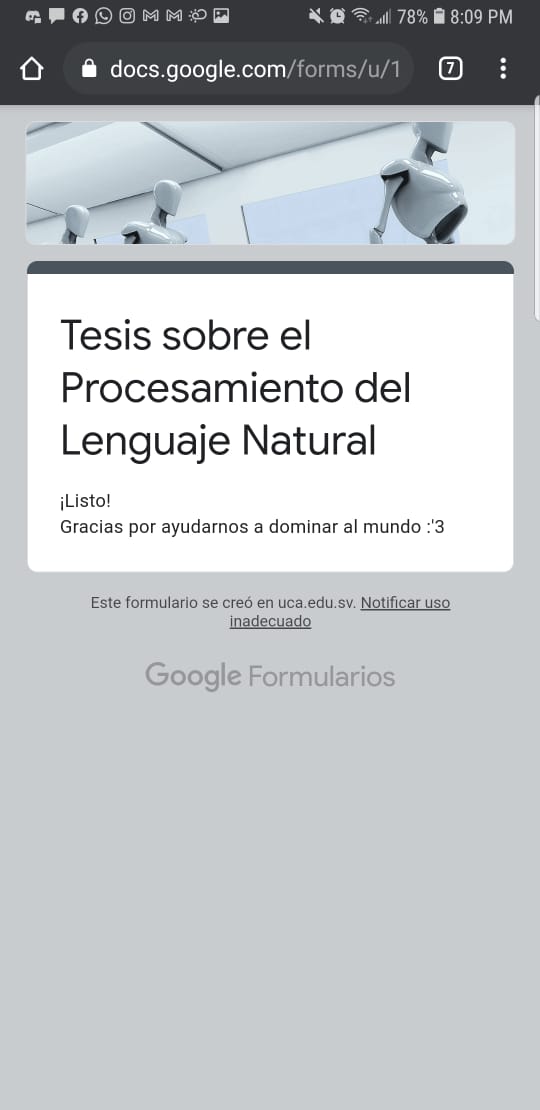 78% 8:09 PM
docs.google.com/forms/u/1
7
Tesis sobre el
Procesamiento del
Lenguaje Natural
¡Listo!
Gracias por ayudarnos a dominar al mundo :'3
Este formulario se creó en uca.edu.sv. Notificar uso
inadecuado
Google Formularios